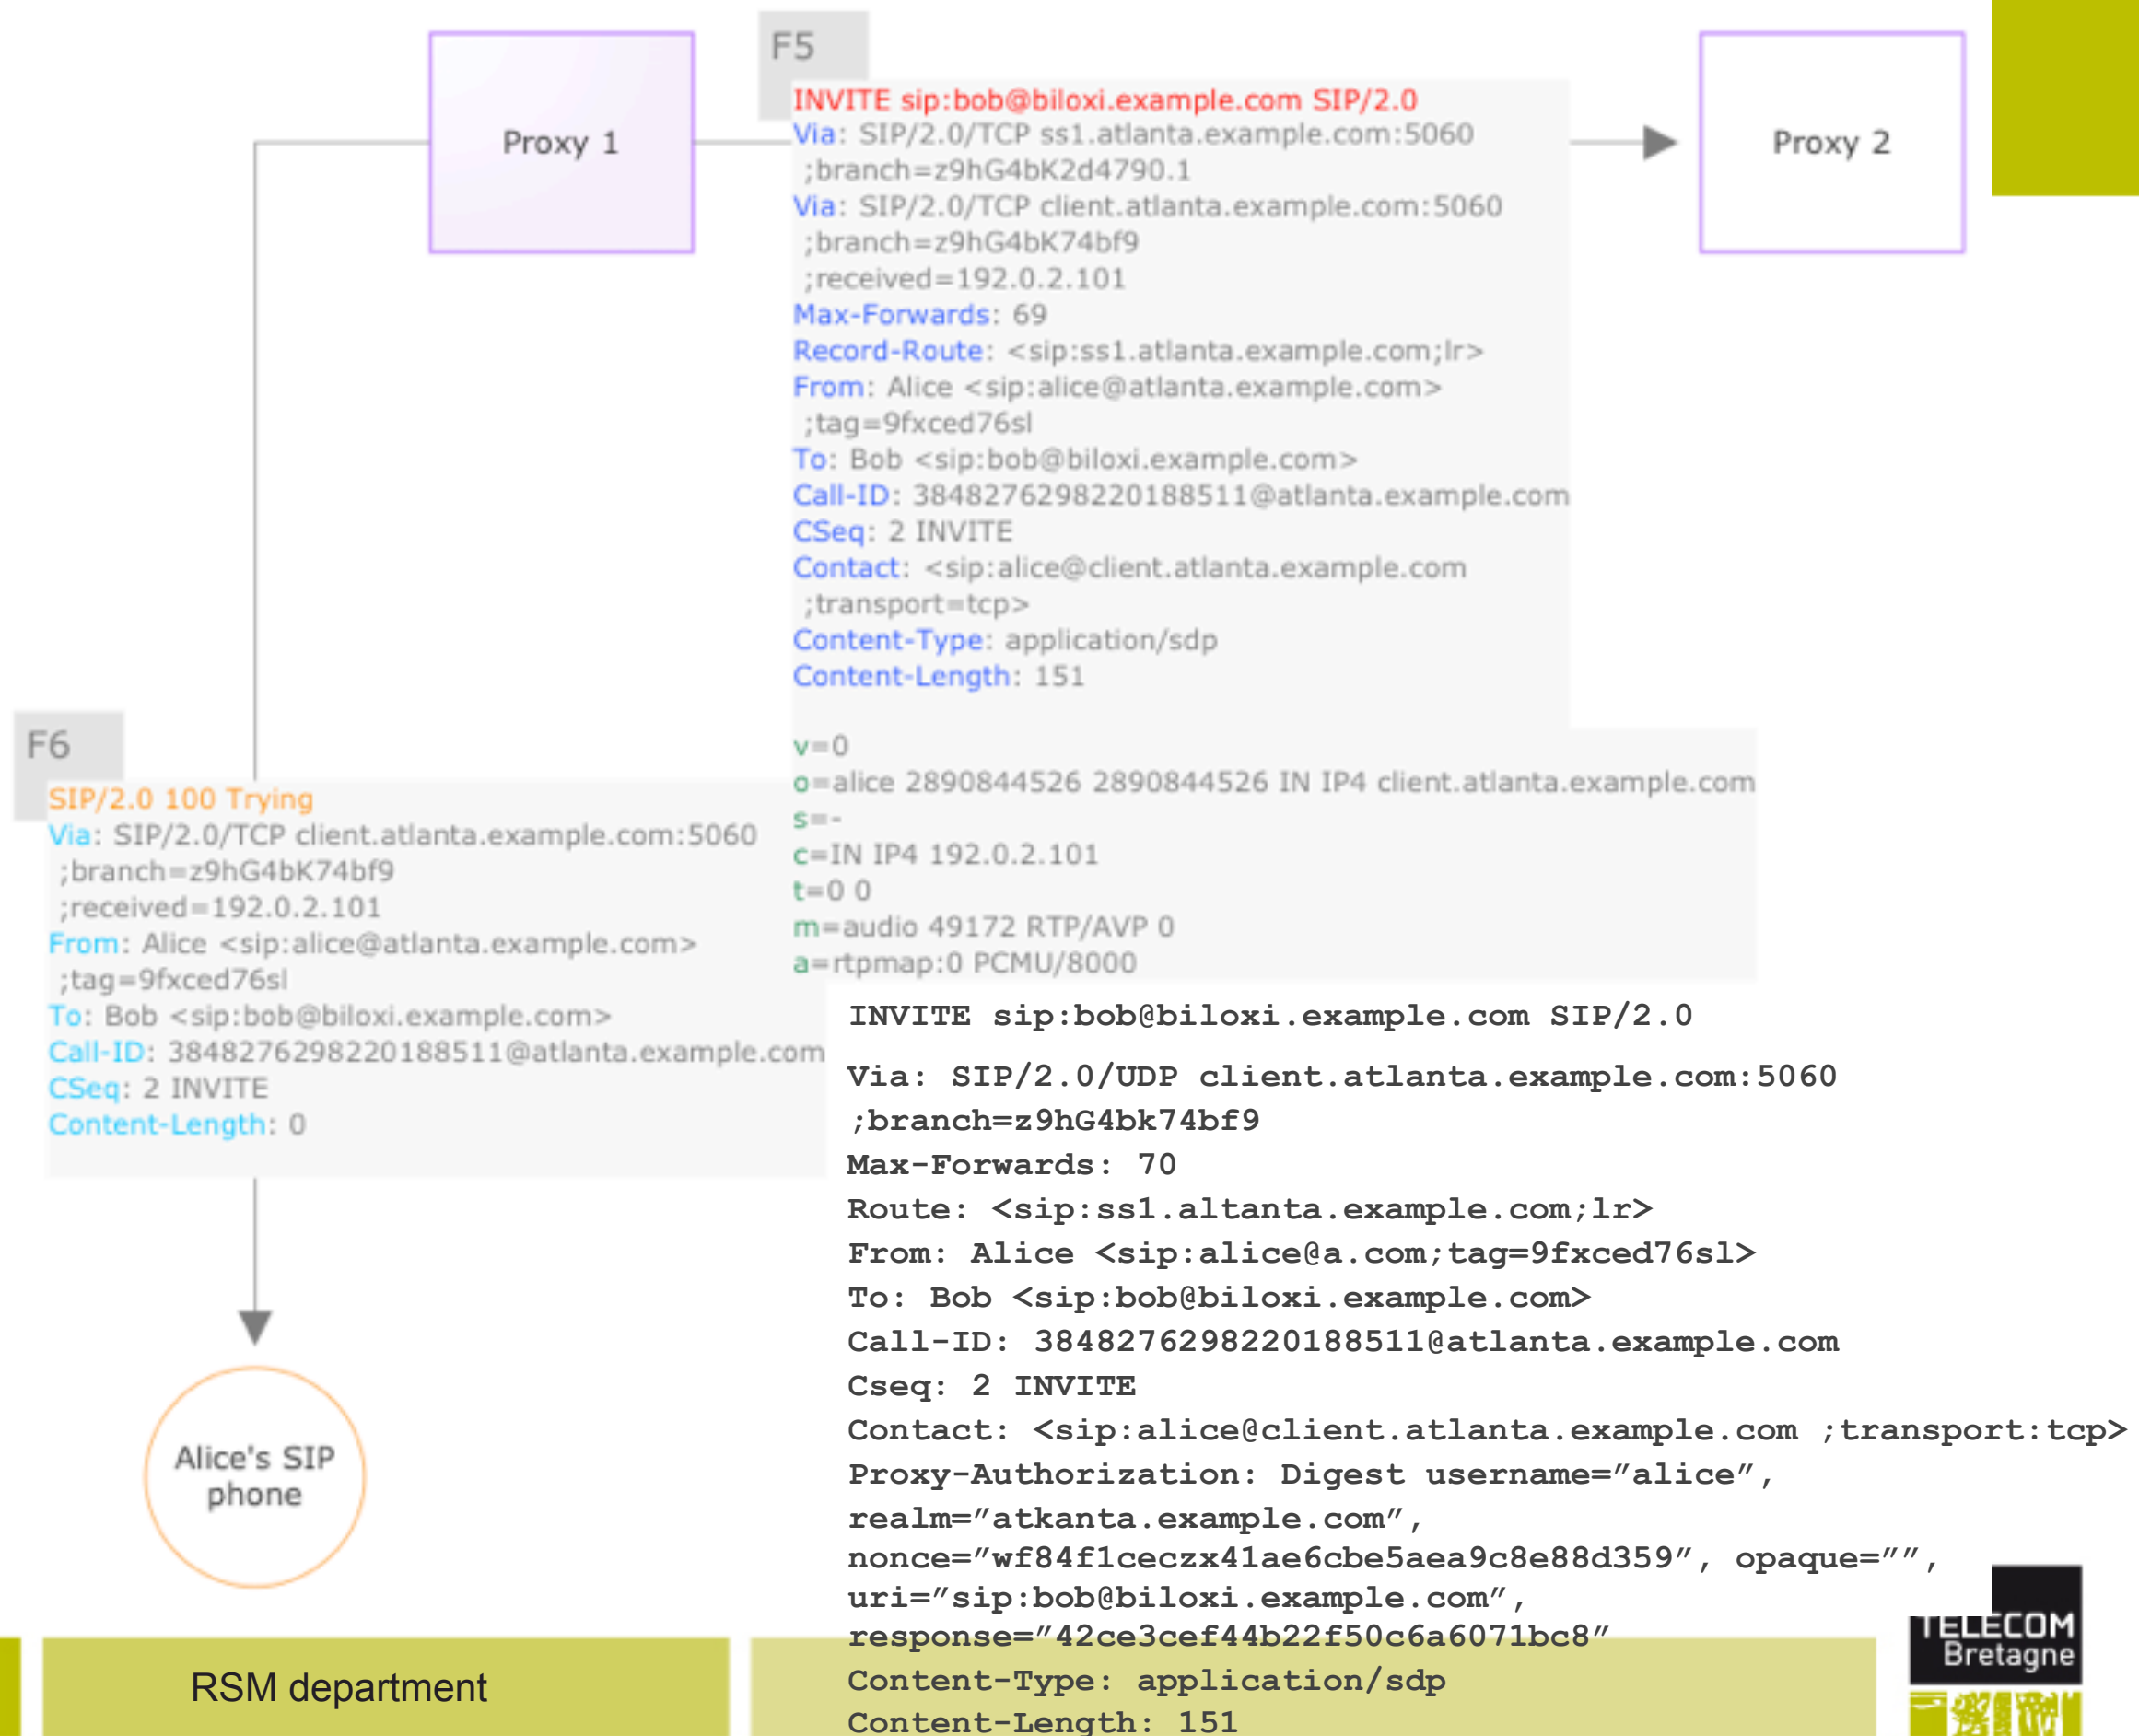 Proxy 1
F5
INVITE sip:bob@biloxi.example.com SIP/2.0
Via: SIP/2.0/TCP ss1.atlanta.example.com:5060
;branch=z9hG4bK2d4790.1
Via: SIP/2.0/TCP client.atlanta.example.com:5060
;branch=z9hG4bK74bf9
;received=192.0.2.101
Max-Forwards: 69
Record-Route: <sip:ss1.atlanta.example.com;lr>
From: Alice <sip:alice@atlanta.example.com>
;tag=9fxced76sl
To: Bob <sip:bob@biloxi.example.com>
Call-ID: 3848276298220188511@atlanta.example.com
CSeq: 2 INVITE
Contact: <sip:alice@client.atlanta.example.com
;transport=tcp>
Content-Type: application/sdp
Content-Length: 151
v=0
o=alice 2890844526 2890844526 IN IP4 client.atlanta.example.com
s=-
c=IN IP4 192.0.2.101
t=0 0
m=audio 49172 RTP/AVP 0
a=rtpmap:0 PCMU/8000
Proxy 2
F6
SIP/2.0 100 Trying
Via: SIP/2.0/TCP client.atlanta.example.com:5060
;branch=z9hG4bK74bf9
;received=192.0.2.101
From: Alice <sip:alice@atlanta.example.com>
;tag=9fxced76sl
To: Bob <sip:bob@biloxi.example.com>
Call-ID: 3848276298220188511@atlanta.example.com
CSeq: 2 INVITE
Content-Length: 0
Alice's SIP
phone
INVITE sip:bob@biloxi.example.com SIP/2.0
Via: SIP/2.0/UDP client.atlanta.example.com:5060
;branch=z9hG4bk74bf9
Max-Forwards: 70
Route: <sip:ss1.altanta.example.com;lr>
From: Alice <sip:alice@a.com;tag=9fxced76sl>
To: Bob <sip:bob@biloxi.example.com>
Call-ID: 3848276298220188511@atlanta.example.com
Cseq: 2 INVITE
Contact: <sip:alice@client.atlanta.example.com ;transport:tcp>
Proxy-Authorization: Digest username=”alice”,
realm=”atkanta.example.com”,
nonce=”wf84f1ceczx41ae6cbe5aea9c8e88d359”, opaque=””,
uri=”sip:bob@biloxi.example.com”,
response=”42ce3cef44b22f50c6a6071bc8”
Content-Type: application/sdp
Content-Length: 151
RSM department
TELECOM
Bretagne